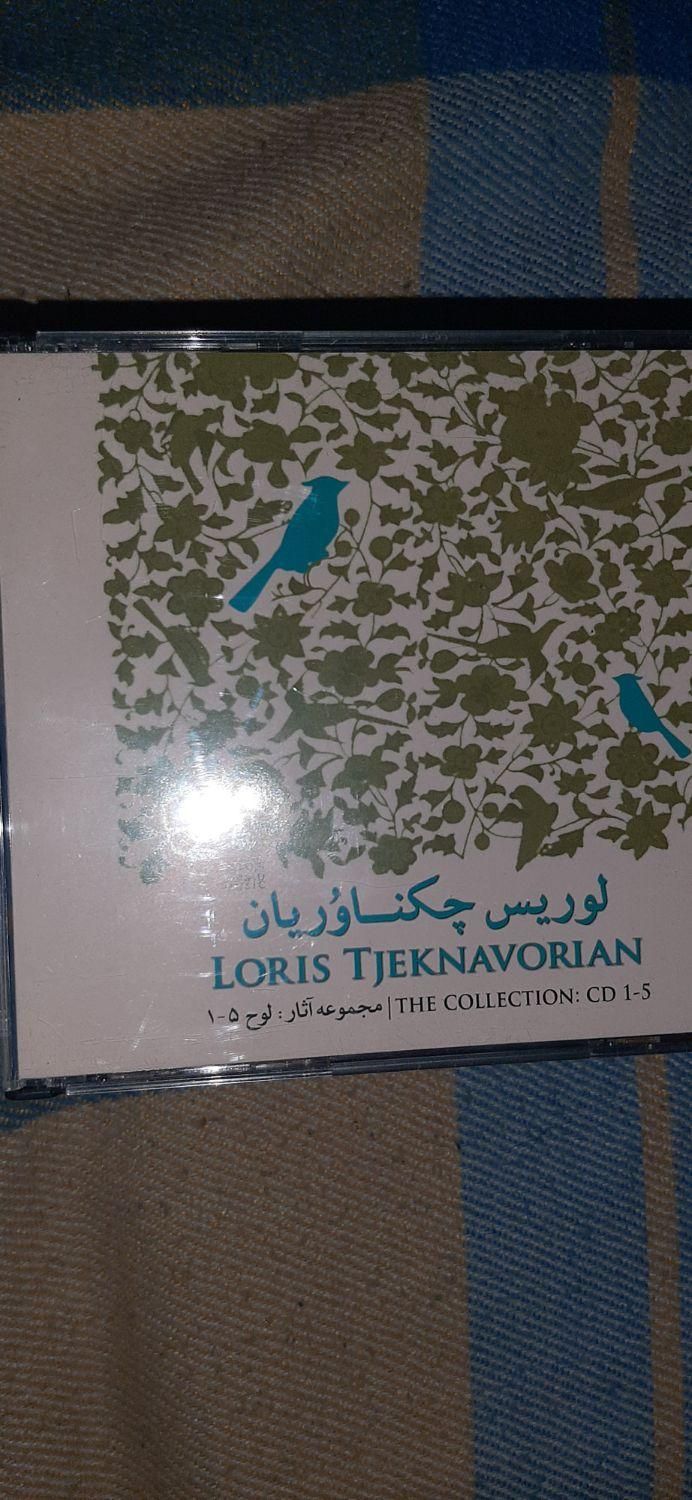 لوریس چکناوُریان
LORIS TJEKNAVORIAN
مجموعه آثار: لوح ۵-۱ | THE COLLECTION: CD 1-5